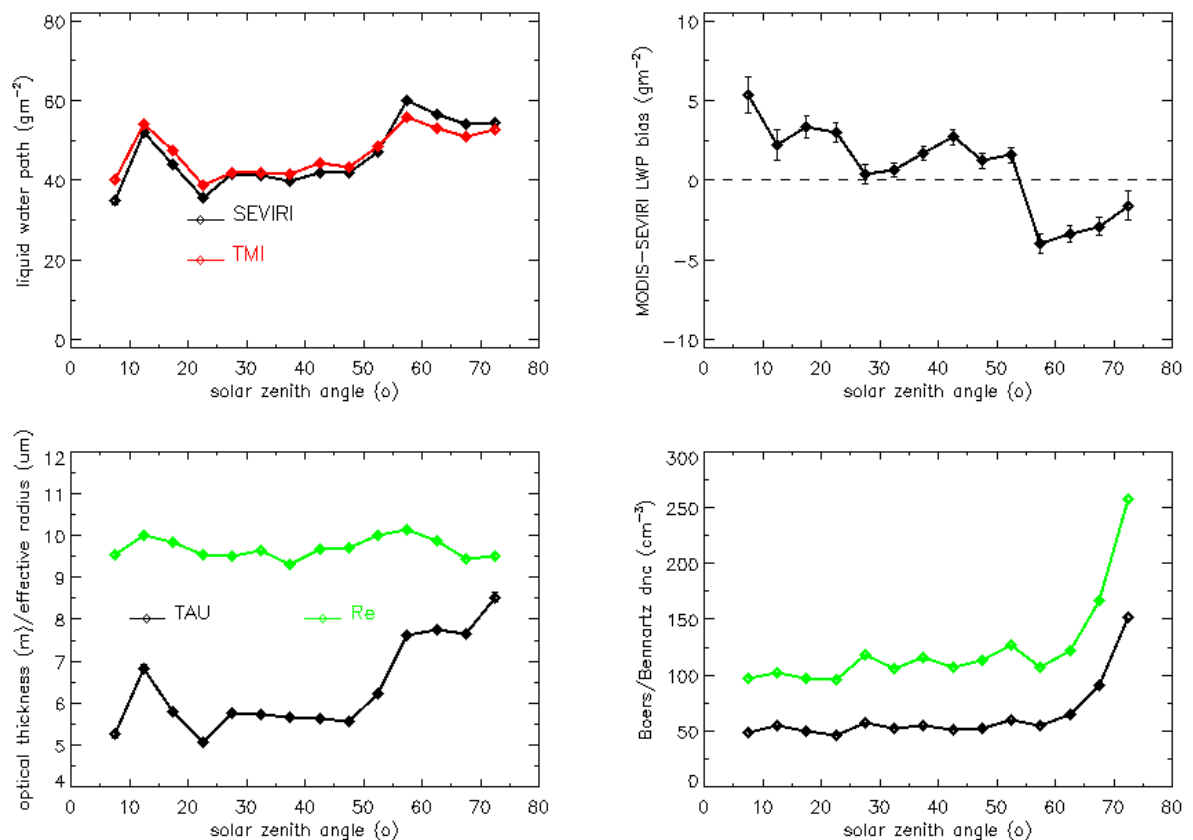 liquid water path (gm−2)
80
60
40
20
0
SEVIRI
TMI
0 10 20 30 40 50 60 70 80
solar zenith angle (o)
MODIS−SEVIRI LWP bias (gm−2)
10
5
0
−5
−10
0 10 20 30 40 50 60 70 80
solar zenith angle (o)
optical thickness (m)/effective radius (um)
12
11
10
9
8
7
6
5
4
TAU
Re
0 10 20 30 40 50 60 70 80
solar zenith angle (o)
Boers/Bennartz dnc (cm−3)
300
250
200
150
100
50
0
0 10 20 30 40 50 60 70 80
solar zenith angle (o)